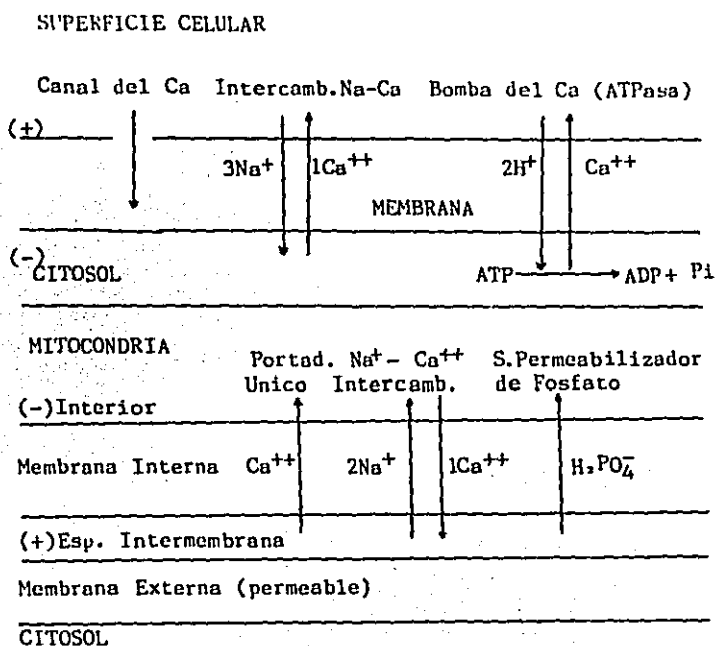 SUPERFICIE CELULAR
Canal del Ca Intercamb.Na-Ca Bomba del Ca (ATPasa)
(+)
3Na+ 1Ca++ 2H+ Ca++
MEMBRANA
(-)
CITOSOL ATP ADP+ Pi
MITOCONDRIA
Portad. Na+ - Ca++ S.Permeabilizador
Unico Intercamb. de Fosfato
(-)Interior
Membrana Interna Ca++ 2Na+ 1Ca++ H₂PO₄-
(+)Esp. Intermembrana
Membrana Externa (permeable)
CITOSOL